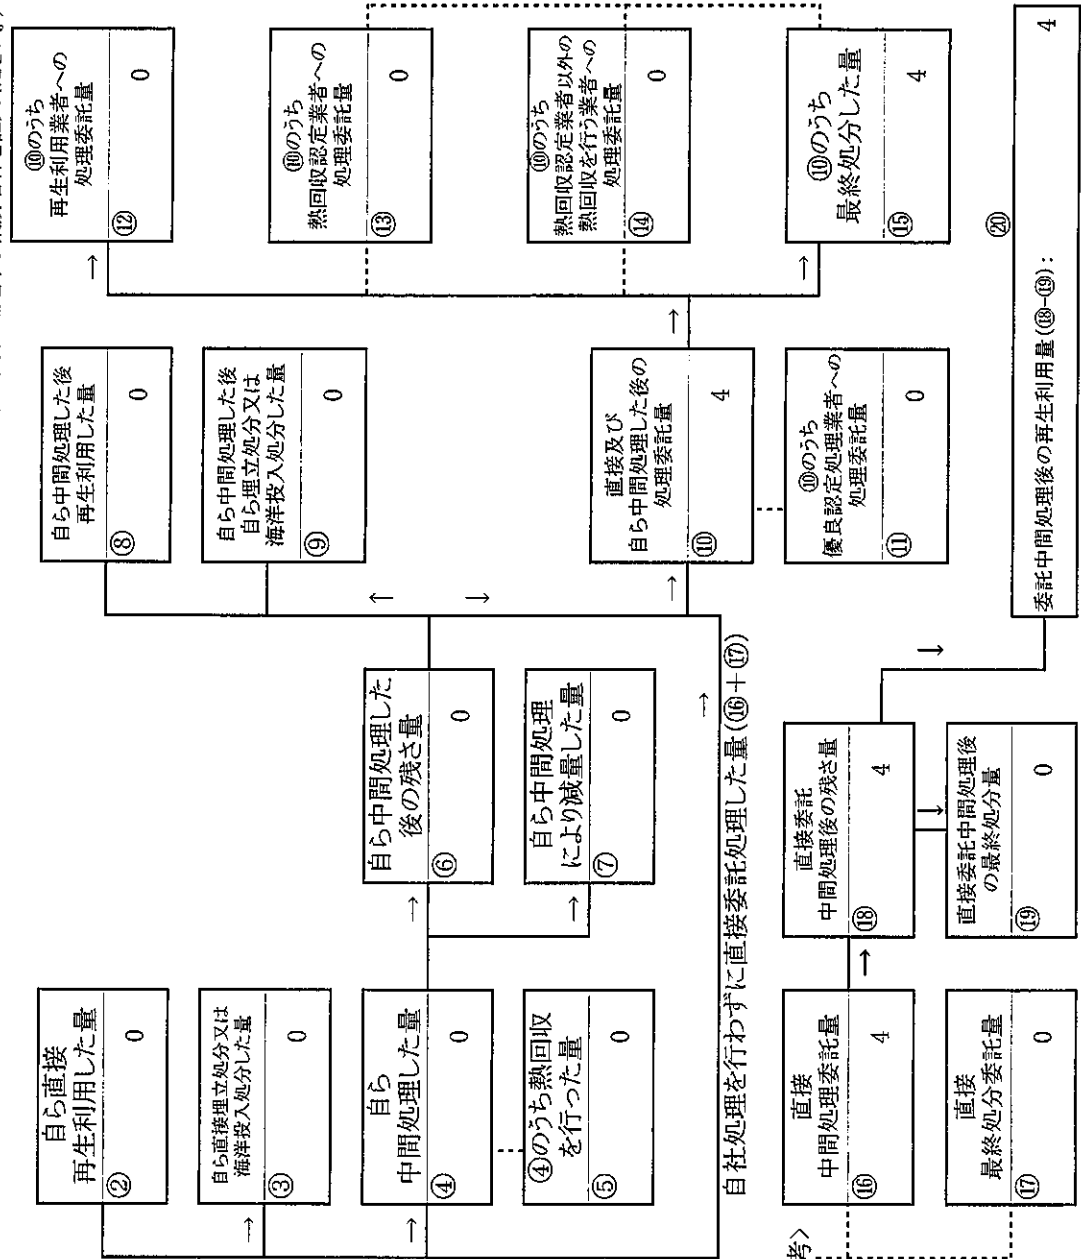 自ら直接
再生利用した量
②
0
自ら直接埋立処分又は
海洋投入処分した量
③
0
自ら
中間処理した量
④
0
④のうち熱回収
を行った量
⑤
0
自ら中間処理した
後の残さ量
⑥
0
自ら中間処理
により減量した量
⑦
0
自ら中間処理した後
再生利用した量
⑧
0
自ら中間処理した後
自ら埋立処分又は
海洋投入処分した量
⑨
0
直接及び
自ら中間処理した後の
処理委託量
⑩
4
⑩のうち
優良認定処理業者への
処理委託量
⑪
0
⑩のうち
再生利用業者への
処理委託量
⑫
0
⑩のうち
熱回収認定業者への
処理委託量
⑬
0
⑩のうち
熱回収認定業者以外の
熱回収を行う業者への
処理委託量
⑭
0
⑩のうち
最終処分した量
⑮
4
自社処理を行わずに直接委託処理した量(⑯+⑰)
考>
直接
中間処理委託量
⑯
4
直接
最終処分委託量
⑰
0
直接委託
中間処理後の残さ量
⑱
4
直接委託中間処理後
の最終処分量
⑲
0
⑳
委託中間処理後の再生利用量(⑱-⑲):
4